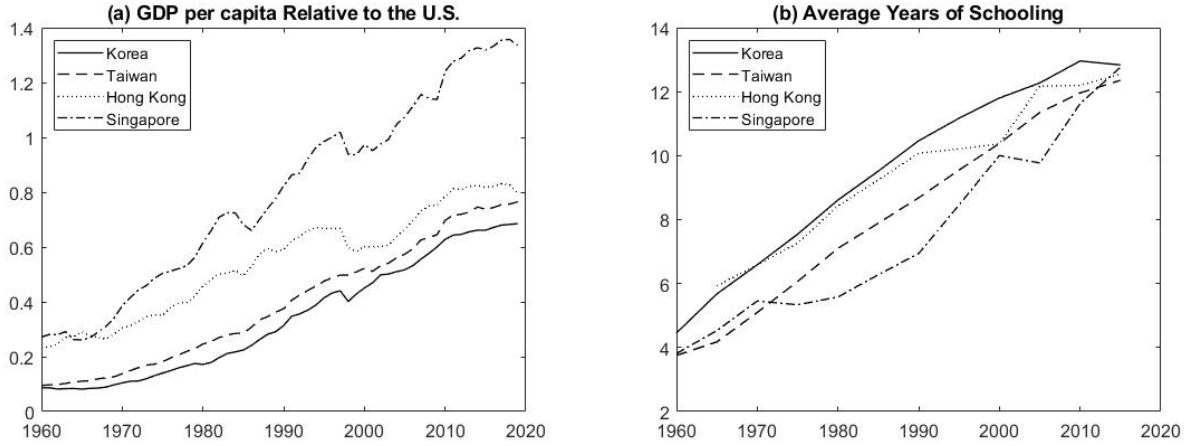 (a) GDP per capita Relative to the U.S.
1.4
1.2
1
0.8
0.6
0.4
0.2
0
1960 1970 1980 1990 2000 2010 2020
Korea
Taiwan
Hong Kong
Singapore
(b) Average Years of Schooling
14
12
10
8
6
4
2
1960 1970 1980 1990 2000 2010 2020
Korea
Taiwan
Hong Kong
Singapore